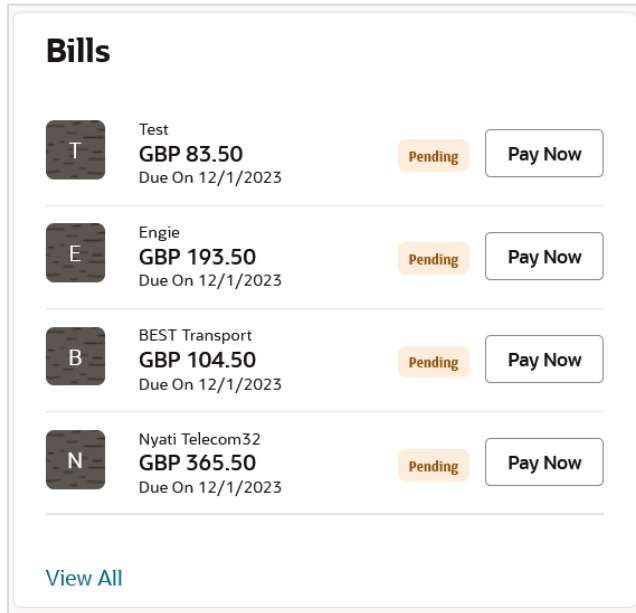 Bills
T
Test
GBP 83.50
Due On 12/1/2023
Pending
Pay Now
E
Engie
GBP 193.50
Due On 12/1/2023
Pending
Pay Now
B
BEST Transport
GBP 104.50
Due On 12/1/2023
Pending
Pay Now
N
Nyati Telecom32
GBP 365.50
Due On 12/1/2023
Pending
Pay Now
View All